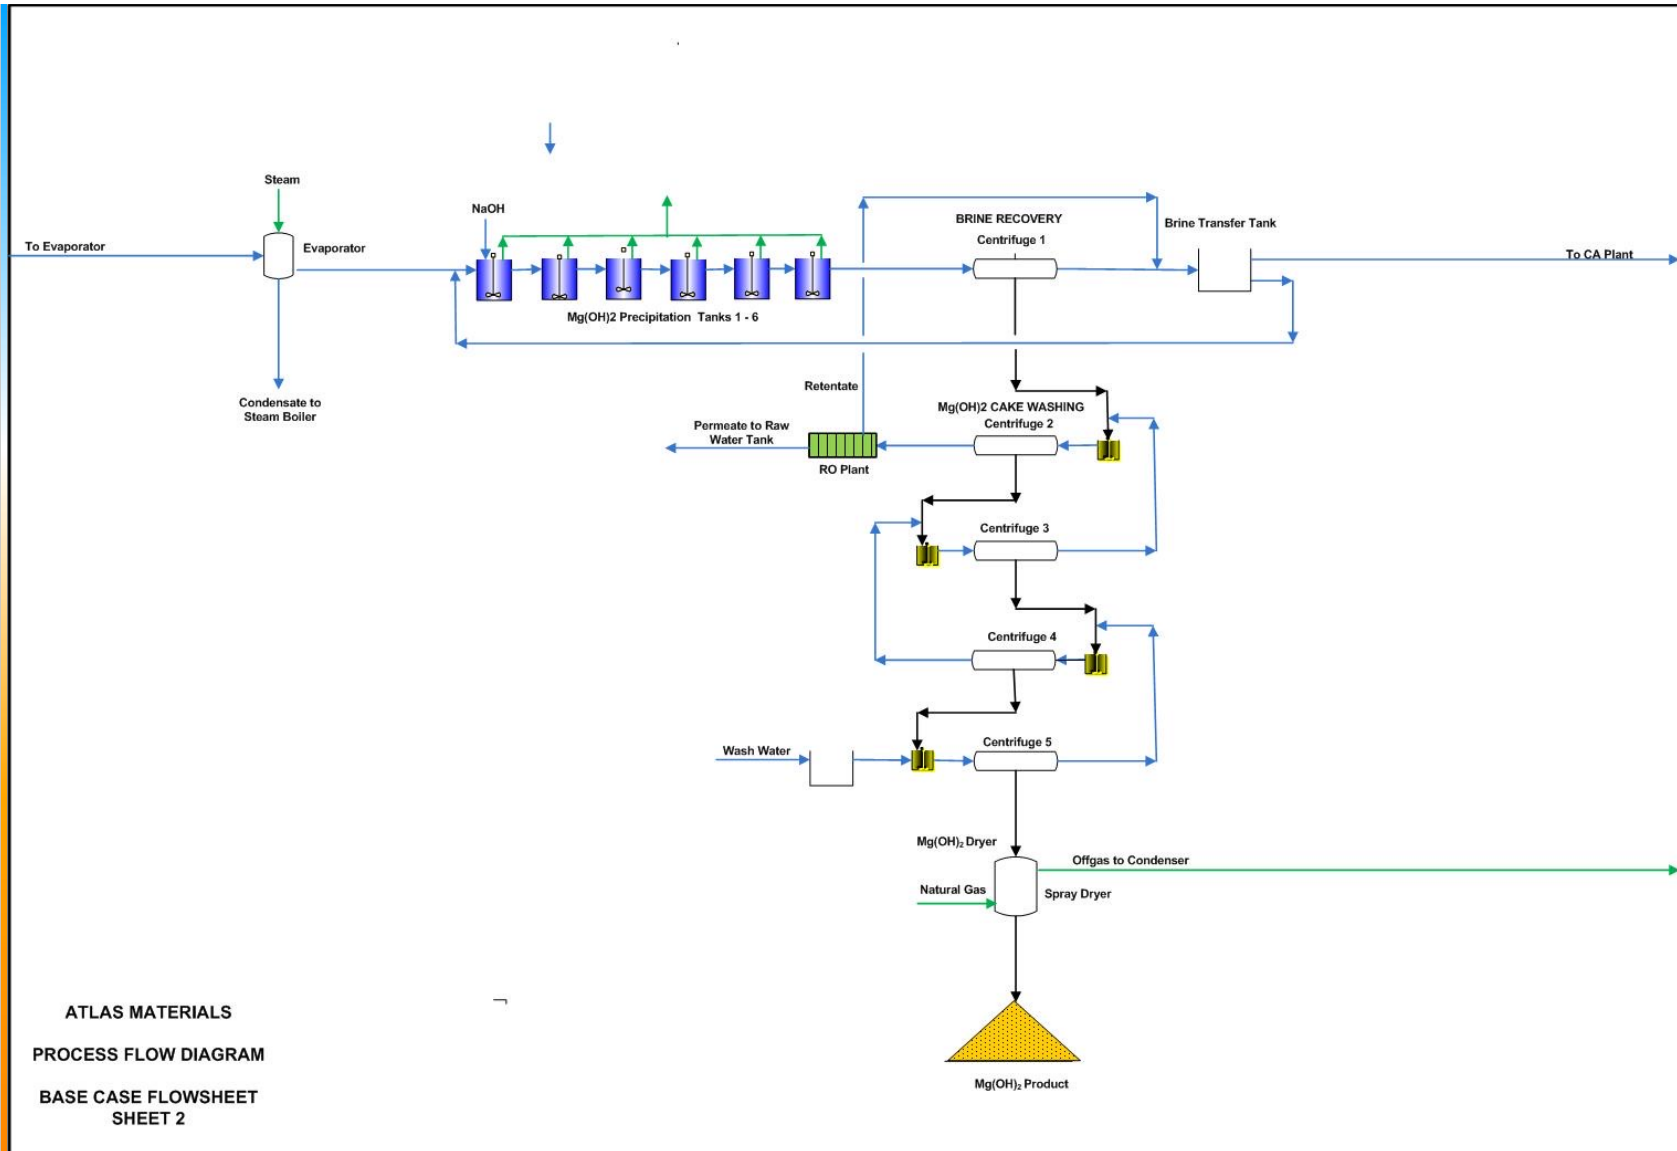 Steam
NaOH
To Evaporator
Evaporator
BRINE RECOVERY
Centrifuge 1
Brine Transfer Tank
To CA Plant
Mg(OH)2 Precipitation Tanks 1 - 6
Condensate to
Steam Boiler
Retentate
Permeate to Raw
Water Tank
RO Plant
Mg(OH)2 CAKE WASHING
Centrifuge 2
Centrifuge 3
Centrifuge 4
Wash Water
Centrifuge 5
Mg(OH)₂ Dryer
Offgas to Condenser
Natural Gas
Spray Dryer
Mg(OH)₂ Product
ATLAS MATERIALS
PROCESS FLOW DIAGRAM
BASE CASE FLOWSHEET
SHEET 2